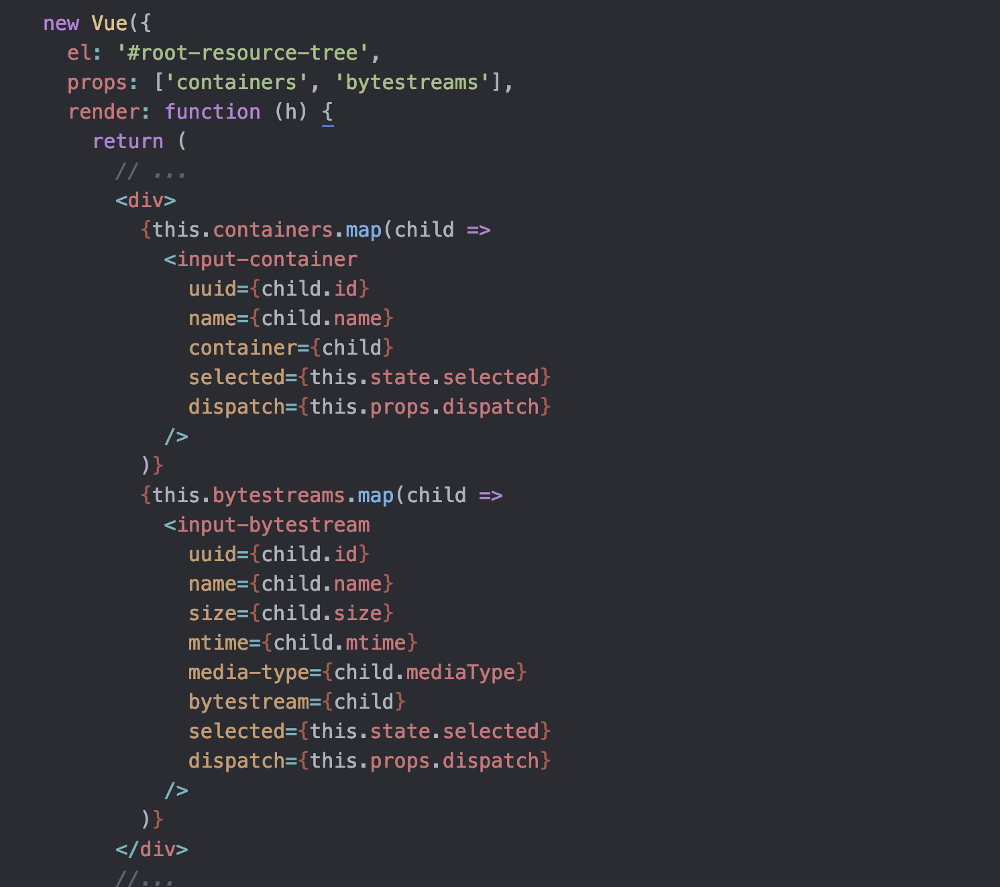 new Vue({
  el: '#root-resource-tree',
  props: ['containers', 'bytestreams'],
  render: function (h) {
    return (
      // ...
      <div>
        {this.containers.map(child =>
          <input-container
            uuid={child.id}
            name={child.name}
            container={child}
            selected={this.state.selected}
            dispatch={this.props.dispatch}
          />
        )}
        {this.bytestreams.map(child =>
          <input-bytestream
            uuid={child.id}
            name={child.name}
            size={child.size}
            mtime={child.mtime}
            media-type={child.mediaType}
            bytestream={child}
            selected={this.state.selected}
            dispatch={this.props.dispatch}
          />
        )}
      </div>
      //...